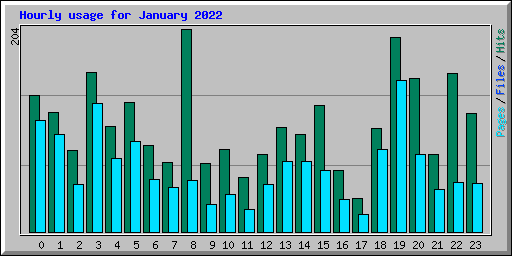 Hourly usage for January 2022
204
Pages/Files/Hits
0 1 2 3 4 5 6 7 8 9 10 11 12 13 14 15 16 17 18 19 20 21 22 23